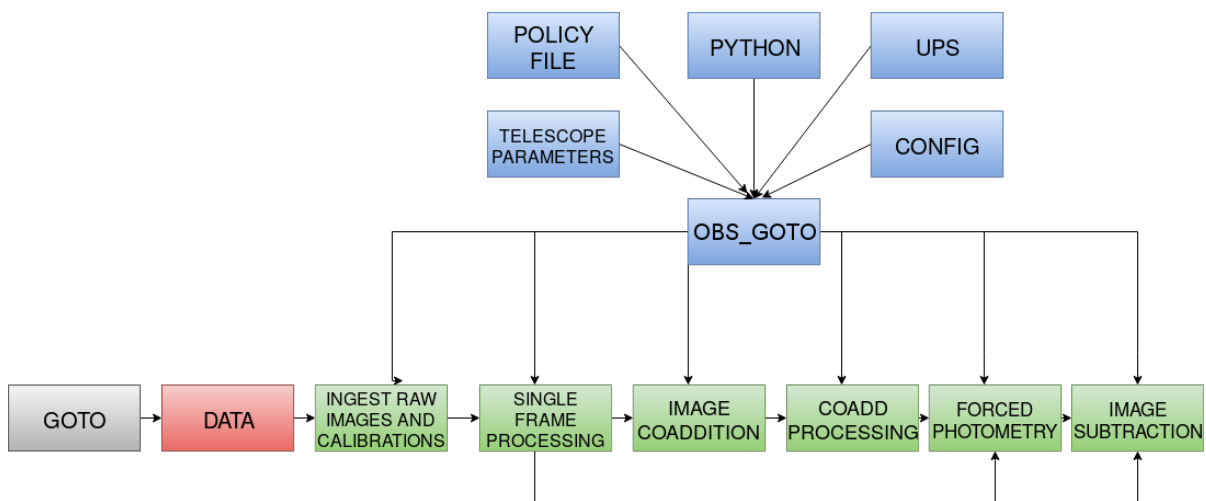 POLICY
FILE
PYTHON
UPS
TELESCOPE
PARAMETERS
CONFIG
OBS_GOTO
GOTO
DATA
INGEST RAW
IMAGES AND
CALIBRATIONS
SINGLE
FRAME
PROCESSING
IMAGE
COADDITION
COADD
PROCESSING
FORCED
PHOTOMETRY
IMAGE
SUBTRACTION